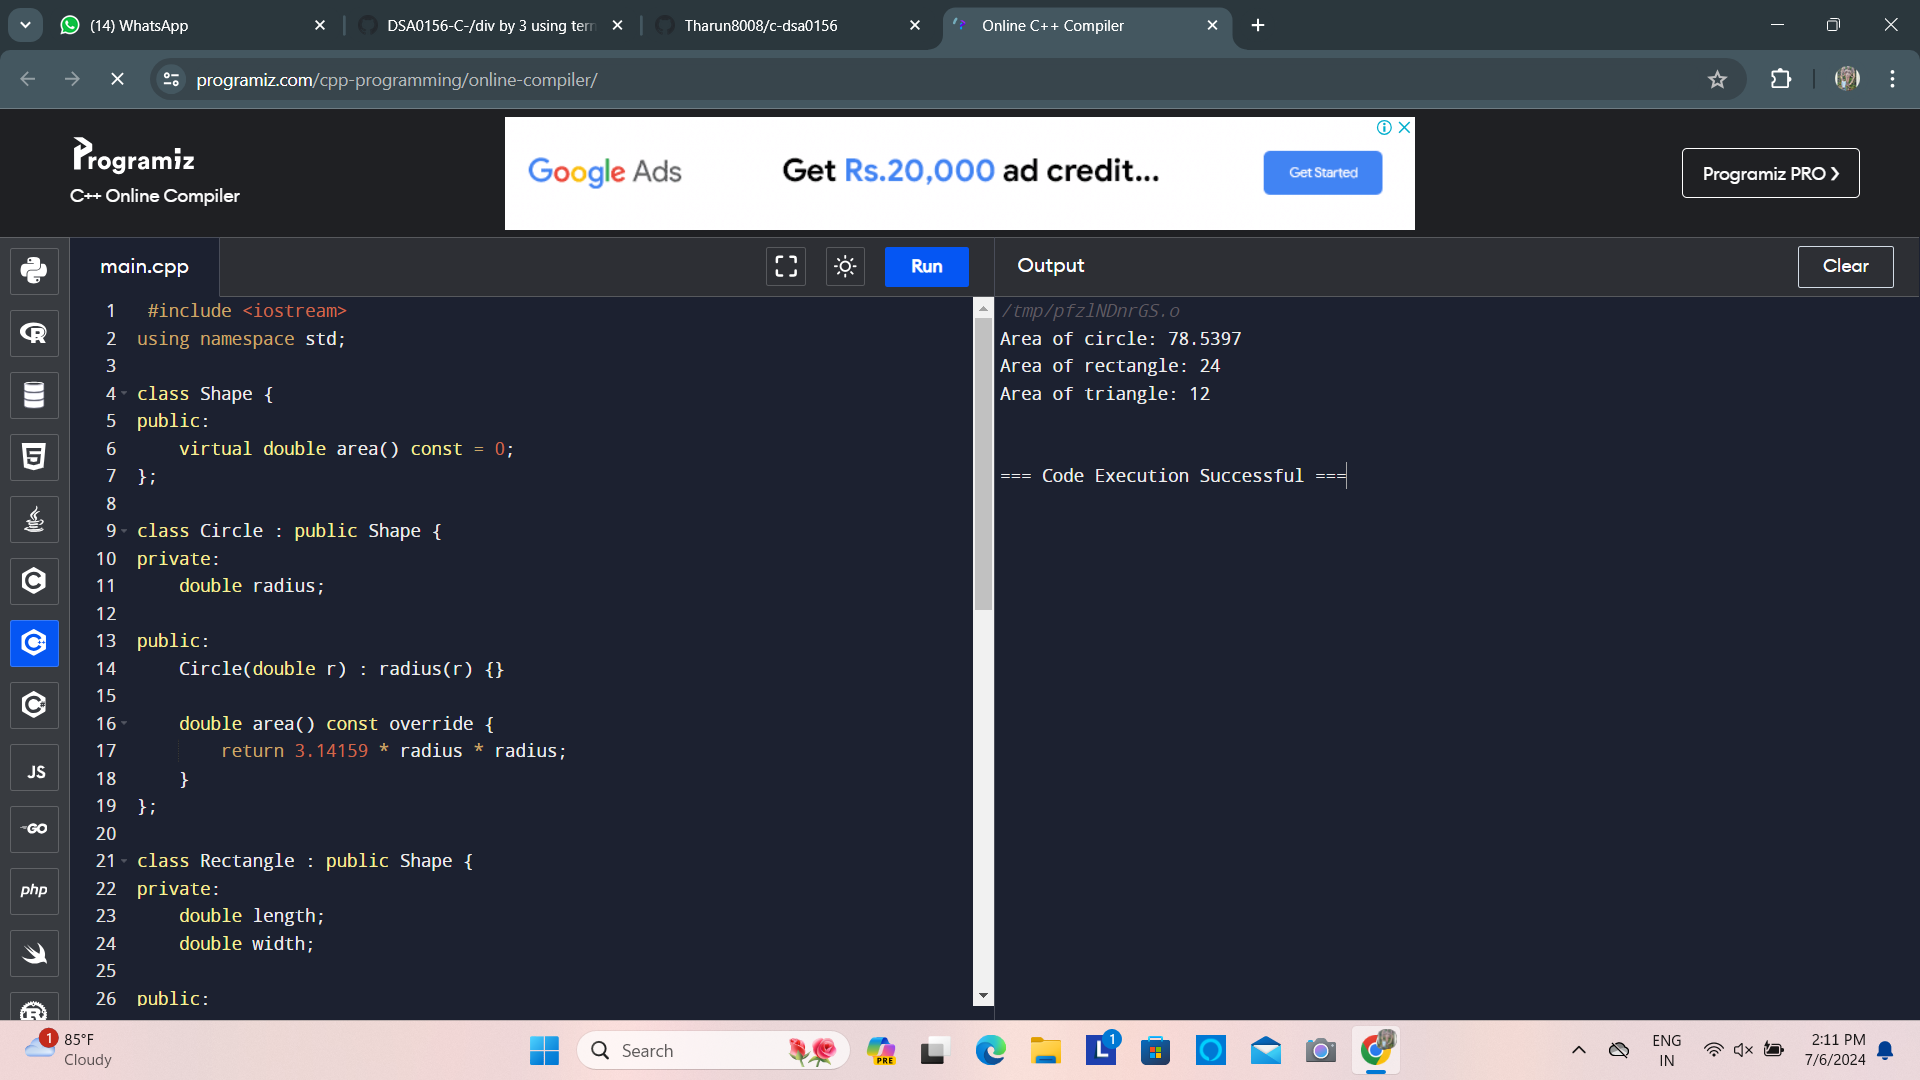 (14) WhatsApp
DSA0156-C-/div by 3 using tern
Tharun8008/c-dsa0156
Online C++ Compiler
programiz.com/cpp-programming/online-compiler/
Programiz
C++ Online Compiler
Google Ads
Get Rs.20,000 ad credit...
Get Started
Programiz PRO
main.cpp
Run
Output
Clear
1 #include <iostream>
2 using namespace std;
3
4 class Shape {
5 public:
6 virtual double area() const = 0;
7 };
8
9 class Circle : public Shape {
10 private:
11 double radius;
12
13 public:
14 Circle(double r) : radius(r) {}
15
16 double area() const override {
17 return 3.14159 * radius * radius;
18 }
19 };
20
21 class Rectangle : public Shape {
22 private:
23 double length;
24 double width;
25
26 public:
/tmp/pfzlNDnrGS.o
Area of circle: 78.5397
Area of rectangle: 24
Area of triangle: 12
=== Code Execution Successful ===
JS
GO
php
1
85°F
Cloudy
Search
PRE
L
1
ENG
IN
2:11 PM
7/6/2024